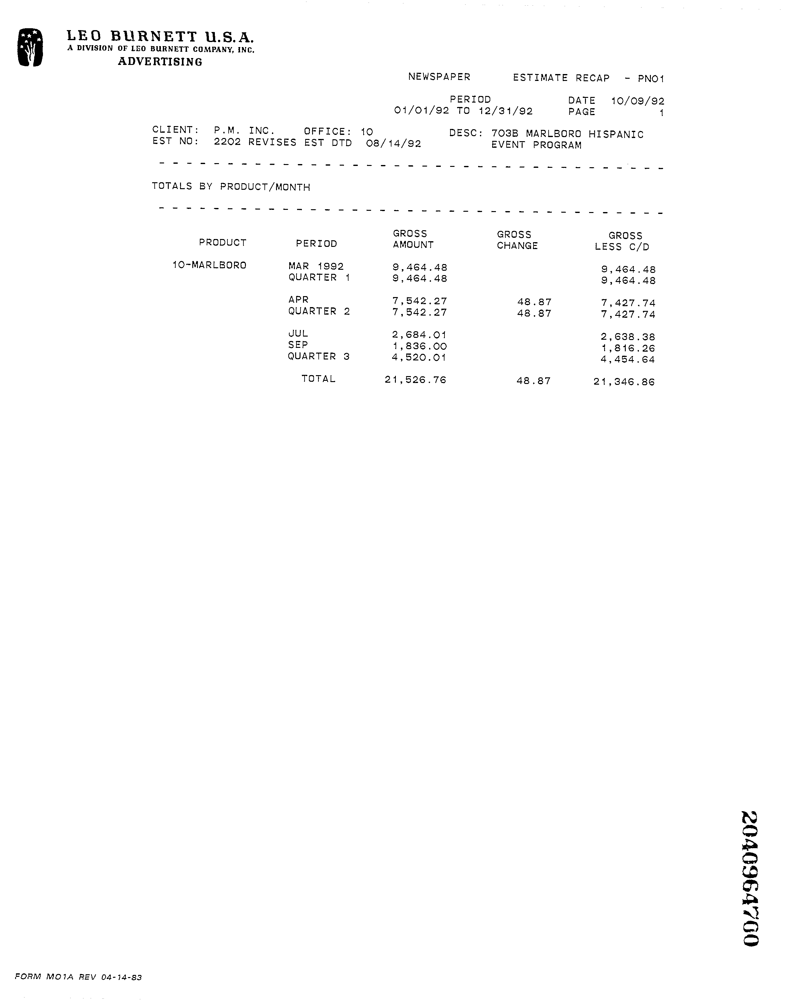 LEO BURNETT U.S.A.
A DIVISION OF LEO BURNETT COMPANY, INC.
ADVERTISING
NEWSPAPER ESTIMATE RECAP - PN01
PERIOD DATE 10/09/92
01/01/92 TO 12/31/92 PAGE 1
CLIENT: P.M. INC. OFFICE: 10 DESC: 703B MARLBORO HISPANIC
EST NO: 2202 REVISES EST DTD 08/14/92 EVENT PROGRAM
- - - - - - - - - - - - - - - - - - - - - - - - - - - - - - - - - - - - -
TOTALS BY PRODUCT/MONTH
- - - - - - - - - - - - - - - - - - - - - - - - - - - - - - - - - - - - -
GROSS GROSS GROSS
PRODUCT PERIOD AMOUNT CHANGE LESS C/D
10-MARLBORO MAR 1992 9,464.48 9,464.48
QUARTER 1 9,464.48 9,464.48
APR 7,542.27 48.87 7,427.74
QUARTER 2 7,542.27 48.87 7,427.74
JUL 2,684.01 2,638.38
SEP 1,836.00 1,816.26
QUARTER 3 4,520.01 4,454.64
TOTAL 21,526.76 48.87 21,346.86
2040964760
FORM M01A REV 04-14-83